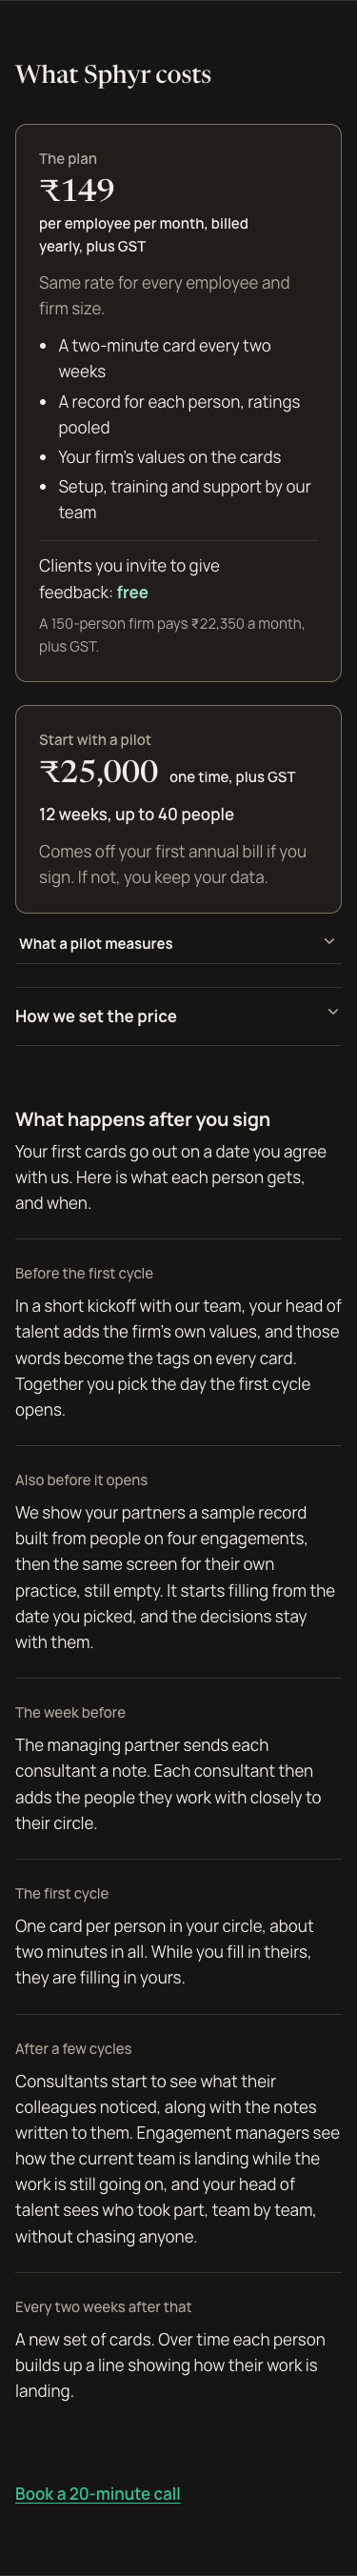 What Sphyr costs
The plan
₹149
per employee per month, billed
yearly, plus GST
Same rate for every employee and
firm size.
• A two-minute card every two
weeks
• A record for each person, ratings
pooled
• Your firm's values on the cards
• Setup, training and support by our
team
Clients you invite to give
feedback: free
A 150-person firm pays ₹22,350 a month,
plus GST.
Start with a pilot
₹25,000 one time, plus GST
12 weeks, up to 40 people
Comes off your first annual bill if you
sign. If not, you keep your data.
What a pilot measures
How we set the price
What happens after you sign
Your first cards go out on a date you agree
with us. Here is what each person gets,
and when.
Before the first cycle
In a short kickoff with our team, your head of
talent adds the firm's own values, and those
words become the tags on every card.
Together you pick the day the first cycle
opens.
Also before it opens
We show your partners a sample record
built from people on four engagements,
then the same screen for their own
practice, still empty. It starts filling from the
date you picked, and the decisions stay
with them.
The week before
The managing partner sends each
consultant a note. Each consultant then
adds the people they work with closely to
their circle.
The first cycle
One card per person in your circle, about
two minutes in all. While you fill in theirs,
they are filling in yours.
After a few cycles
Consultants start to see what their
colleagues noticed, along with the notes
written to them. Engagement managers see
how the current team is landing while the
work is still going on, and your head of
talent sees who took part, team by team,
without chasing anyone.
Every two weeks after that
A new set of cards. Over time each person
builds up a line showing how their work is
landing.
Book a 20-minute call